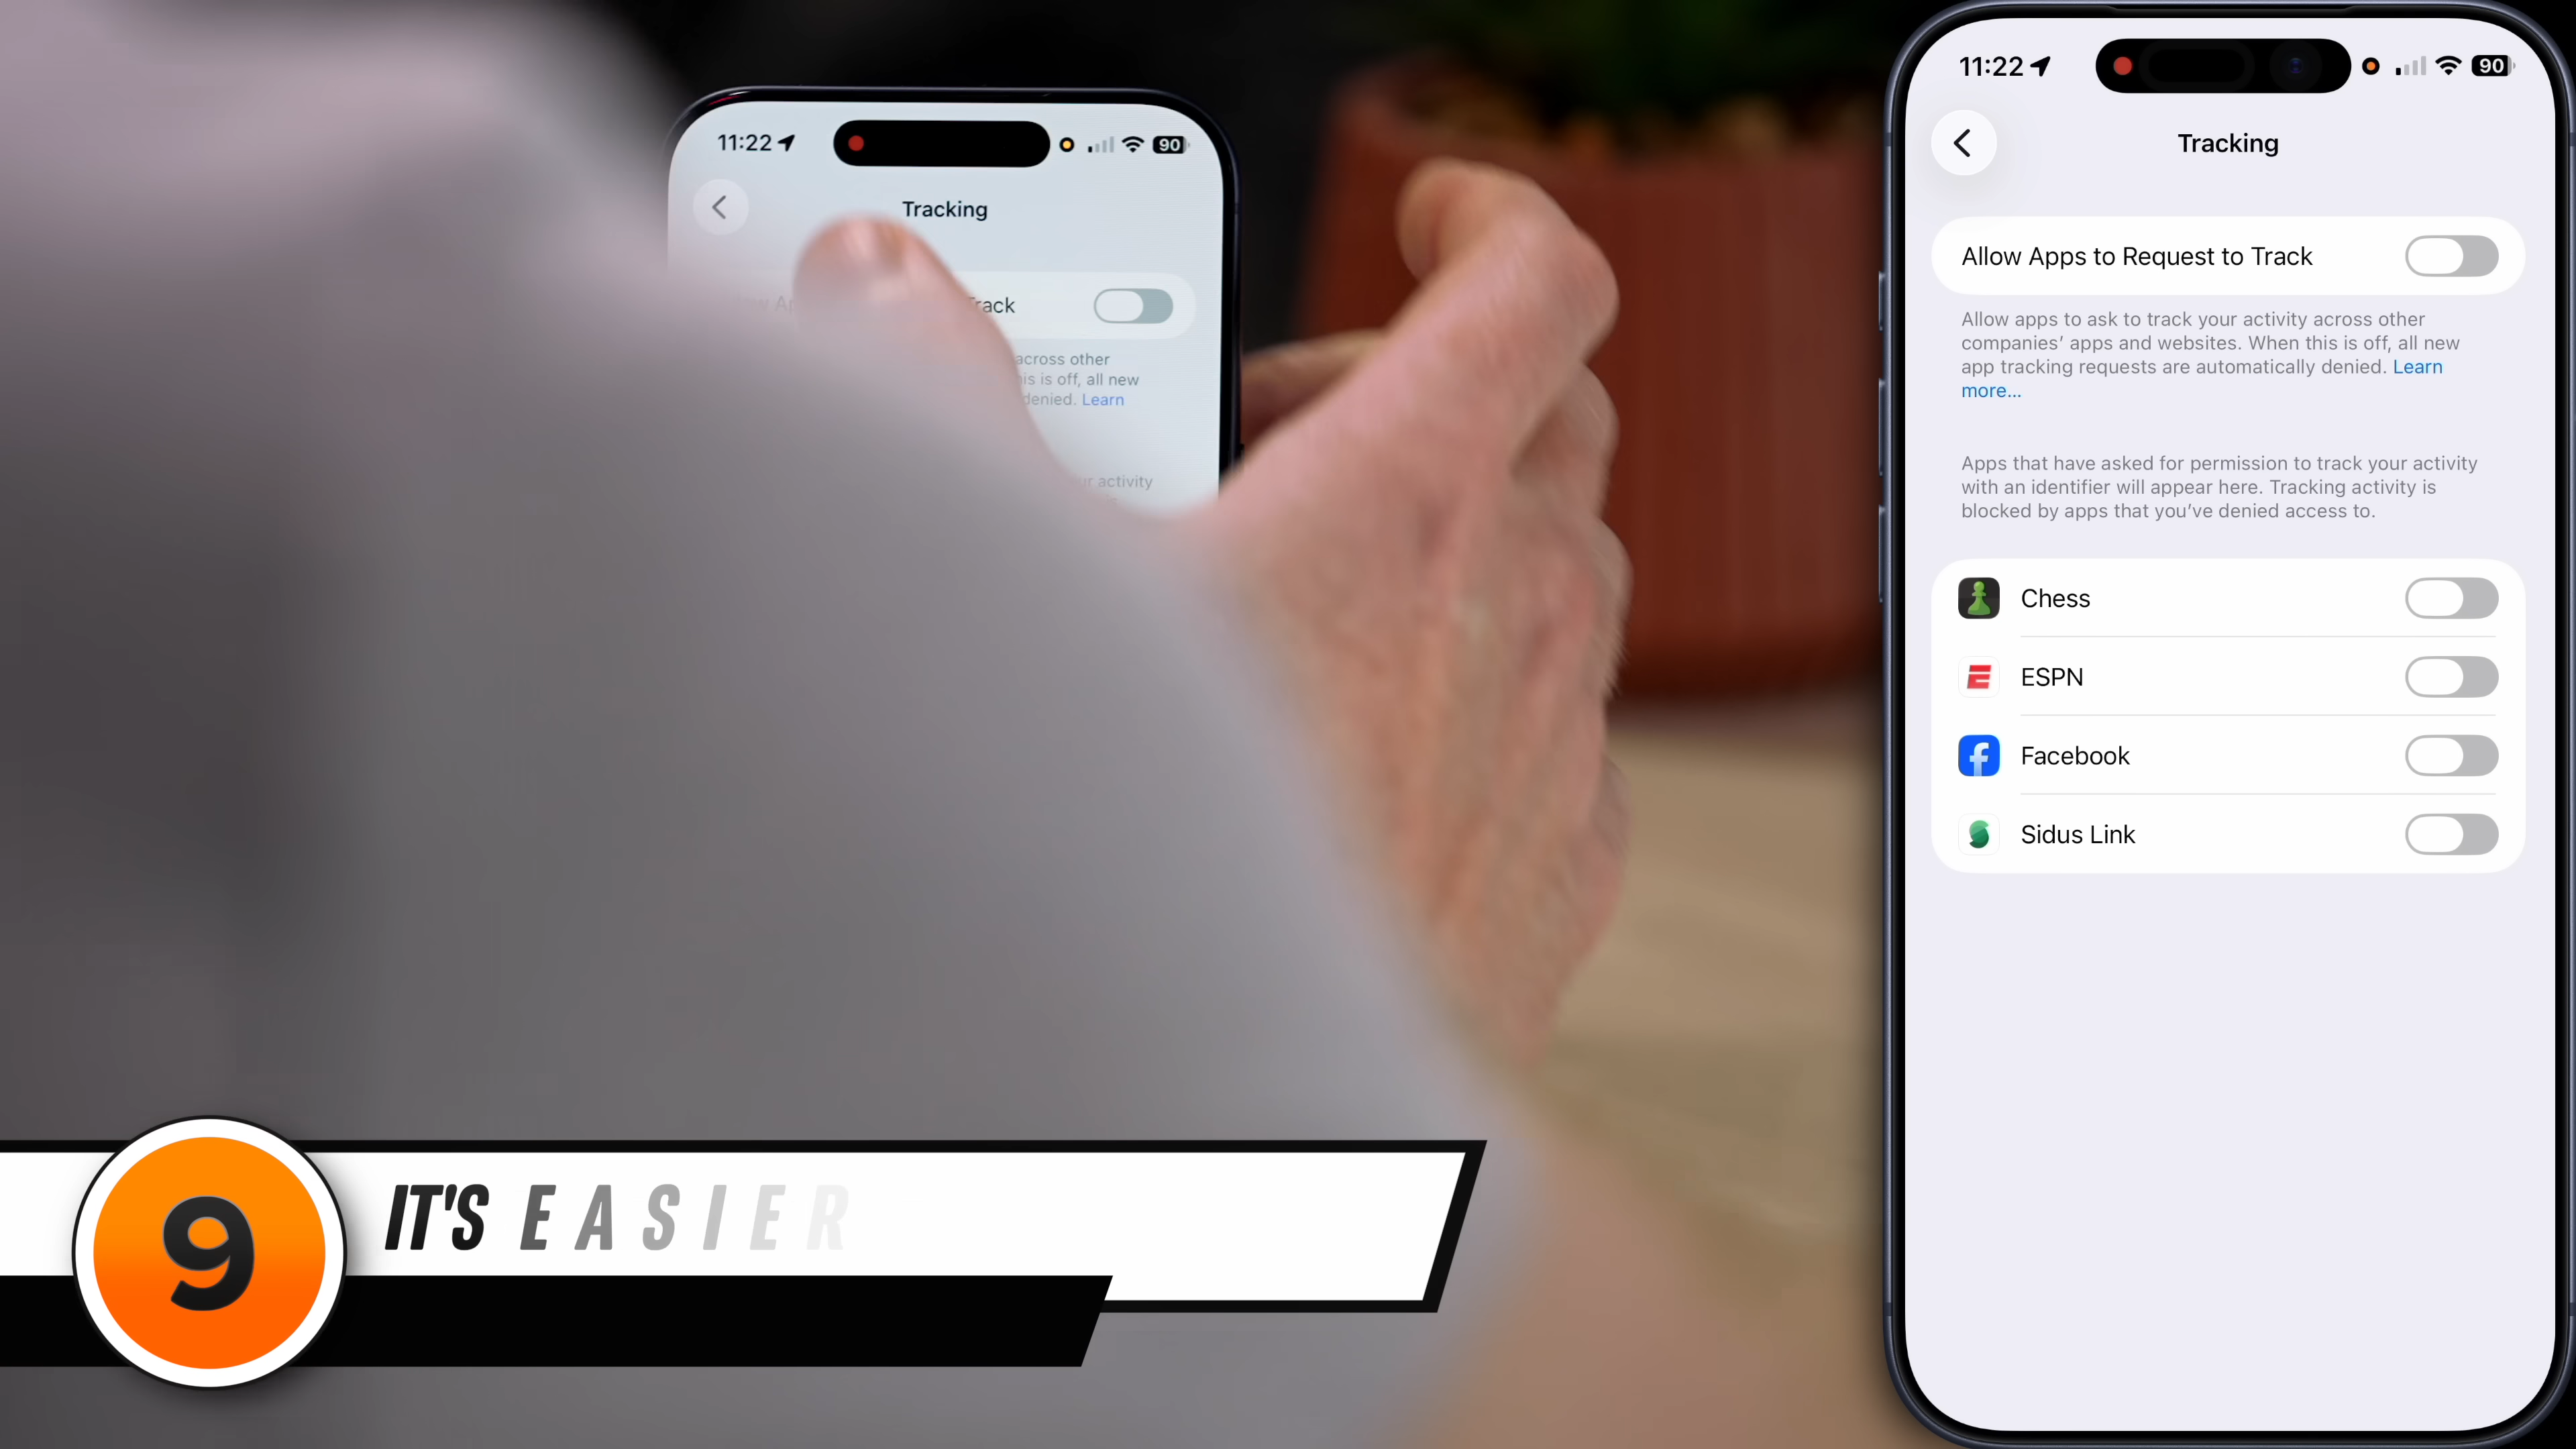 11:22
90
Tracking
Track
across other
is is off, all new
denied. Learn
ur activity
11:22
90
Tracking
Allow Apps to Request to Track
Allow apps to ask to track your activity across other
companies’ apps and websites. When this is off, all new
app tracking requests are automatically denied. Learn
more...
Apps that have asked for permission to track your activity
with an identifier will appear here. Tracking activity is
blocked by apps that you’ve denied access to.
Chess
ESPN
Facebook
Sidus Link
9
IT'S EASIER